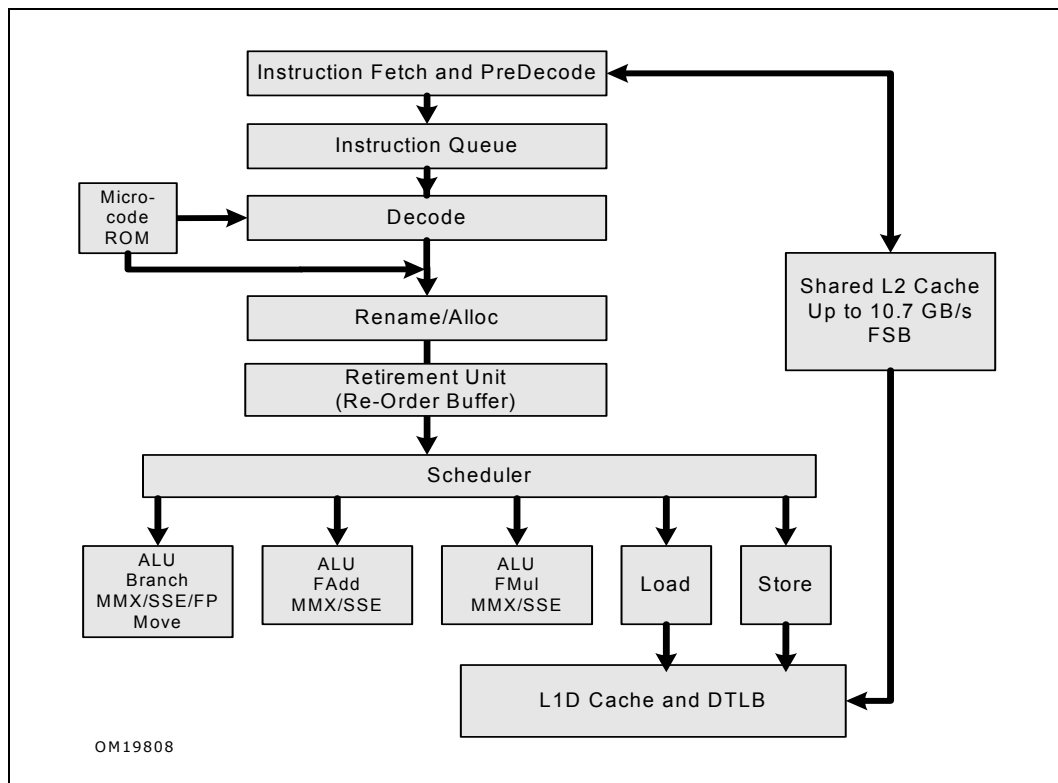 Instruction Fetch and PreDecode
Instruction Queue
Micro-
code
ROM
Decode
Shared L2 Cache
Up to 10.7 GB/s
FSB
Rename/Alloc
Retirement Unit
(Re-Order Buffer)
Scheduler
ALU
Branch
MMX/SSE/FP
Move
ALU
FAdd
MMX/SSE
ALU
FMul
MMX/SSE
Load
Store
L1D Cache and DTLB
OM19808